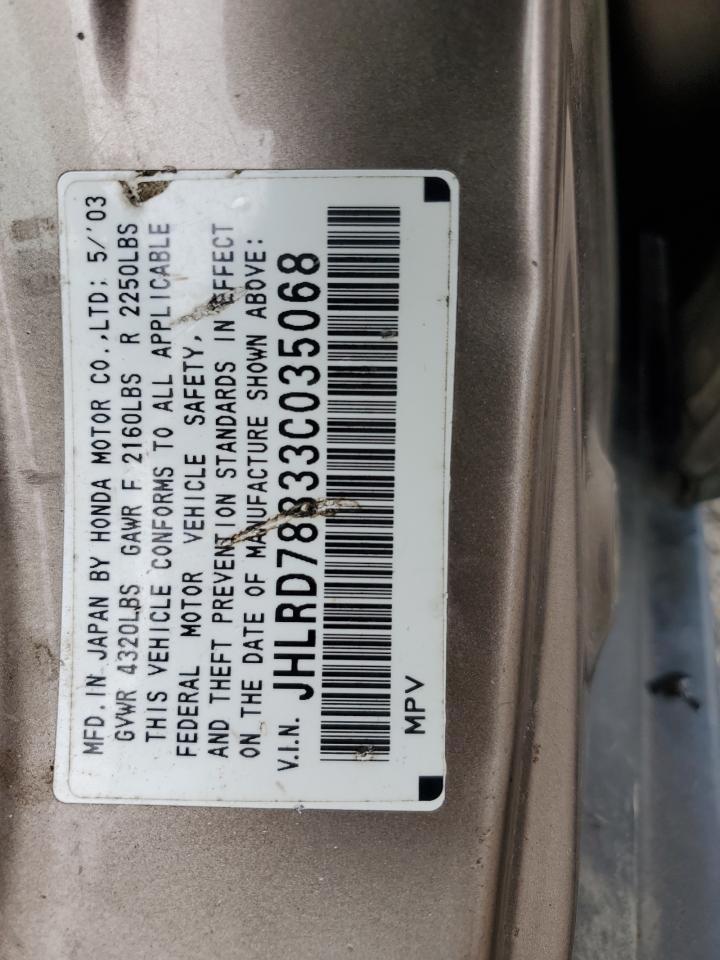 MFD. IN JAPAN BY HONDA MOTOR CO.,LTD; 5/'03
GVWR 4320LBS GAWR F 2160LBS R 2250LBS
THIS VEHICLE CONFORMS TO ALL APPLICABLE
FEDERAL MOTOR VEHICLE SAFETY,
AND THEFT PREVENTION STANDARDS IN EFFECT
ON THE DATE OF MANUFACTURE SHOWN ABOVE:
V.I.N. JHLRD78833C035068
MPV